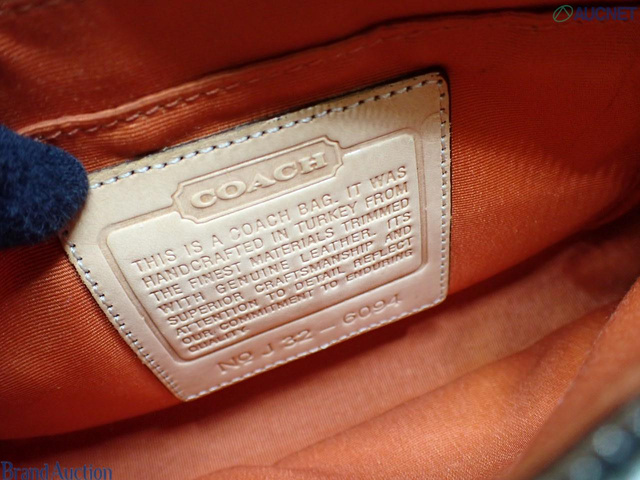 AUCNET
COACH
THIS IS A COACH BAG. IT WAS
HANDCRAFTED IN TURKEY FROM
THE FINEST MATERIALS TRIMMED
WITH GENUINE LEATHER. ITS
SUPERIOR CRAFTSMANSHIP AND
ATTENTION TO DETAIL REFLECT
OUR COMMITMENT TO ENDURING
QUALITY.
No J 32-6094
Brand Auction